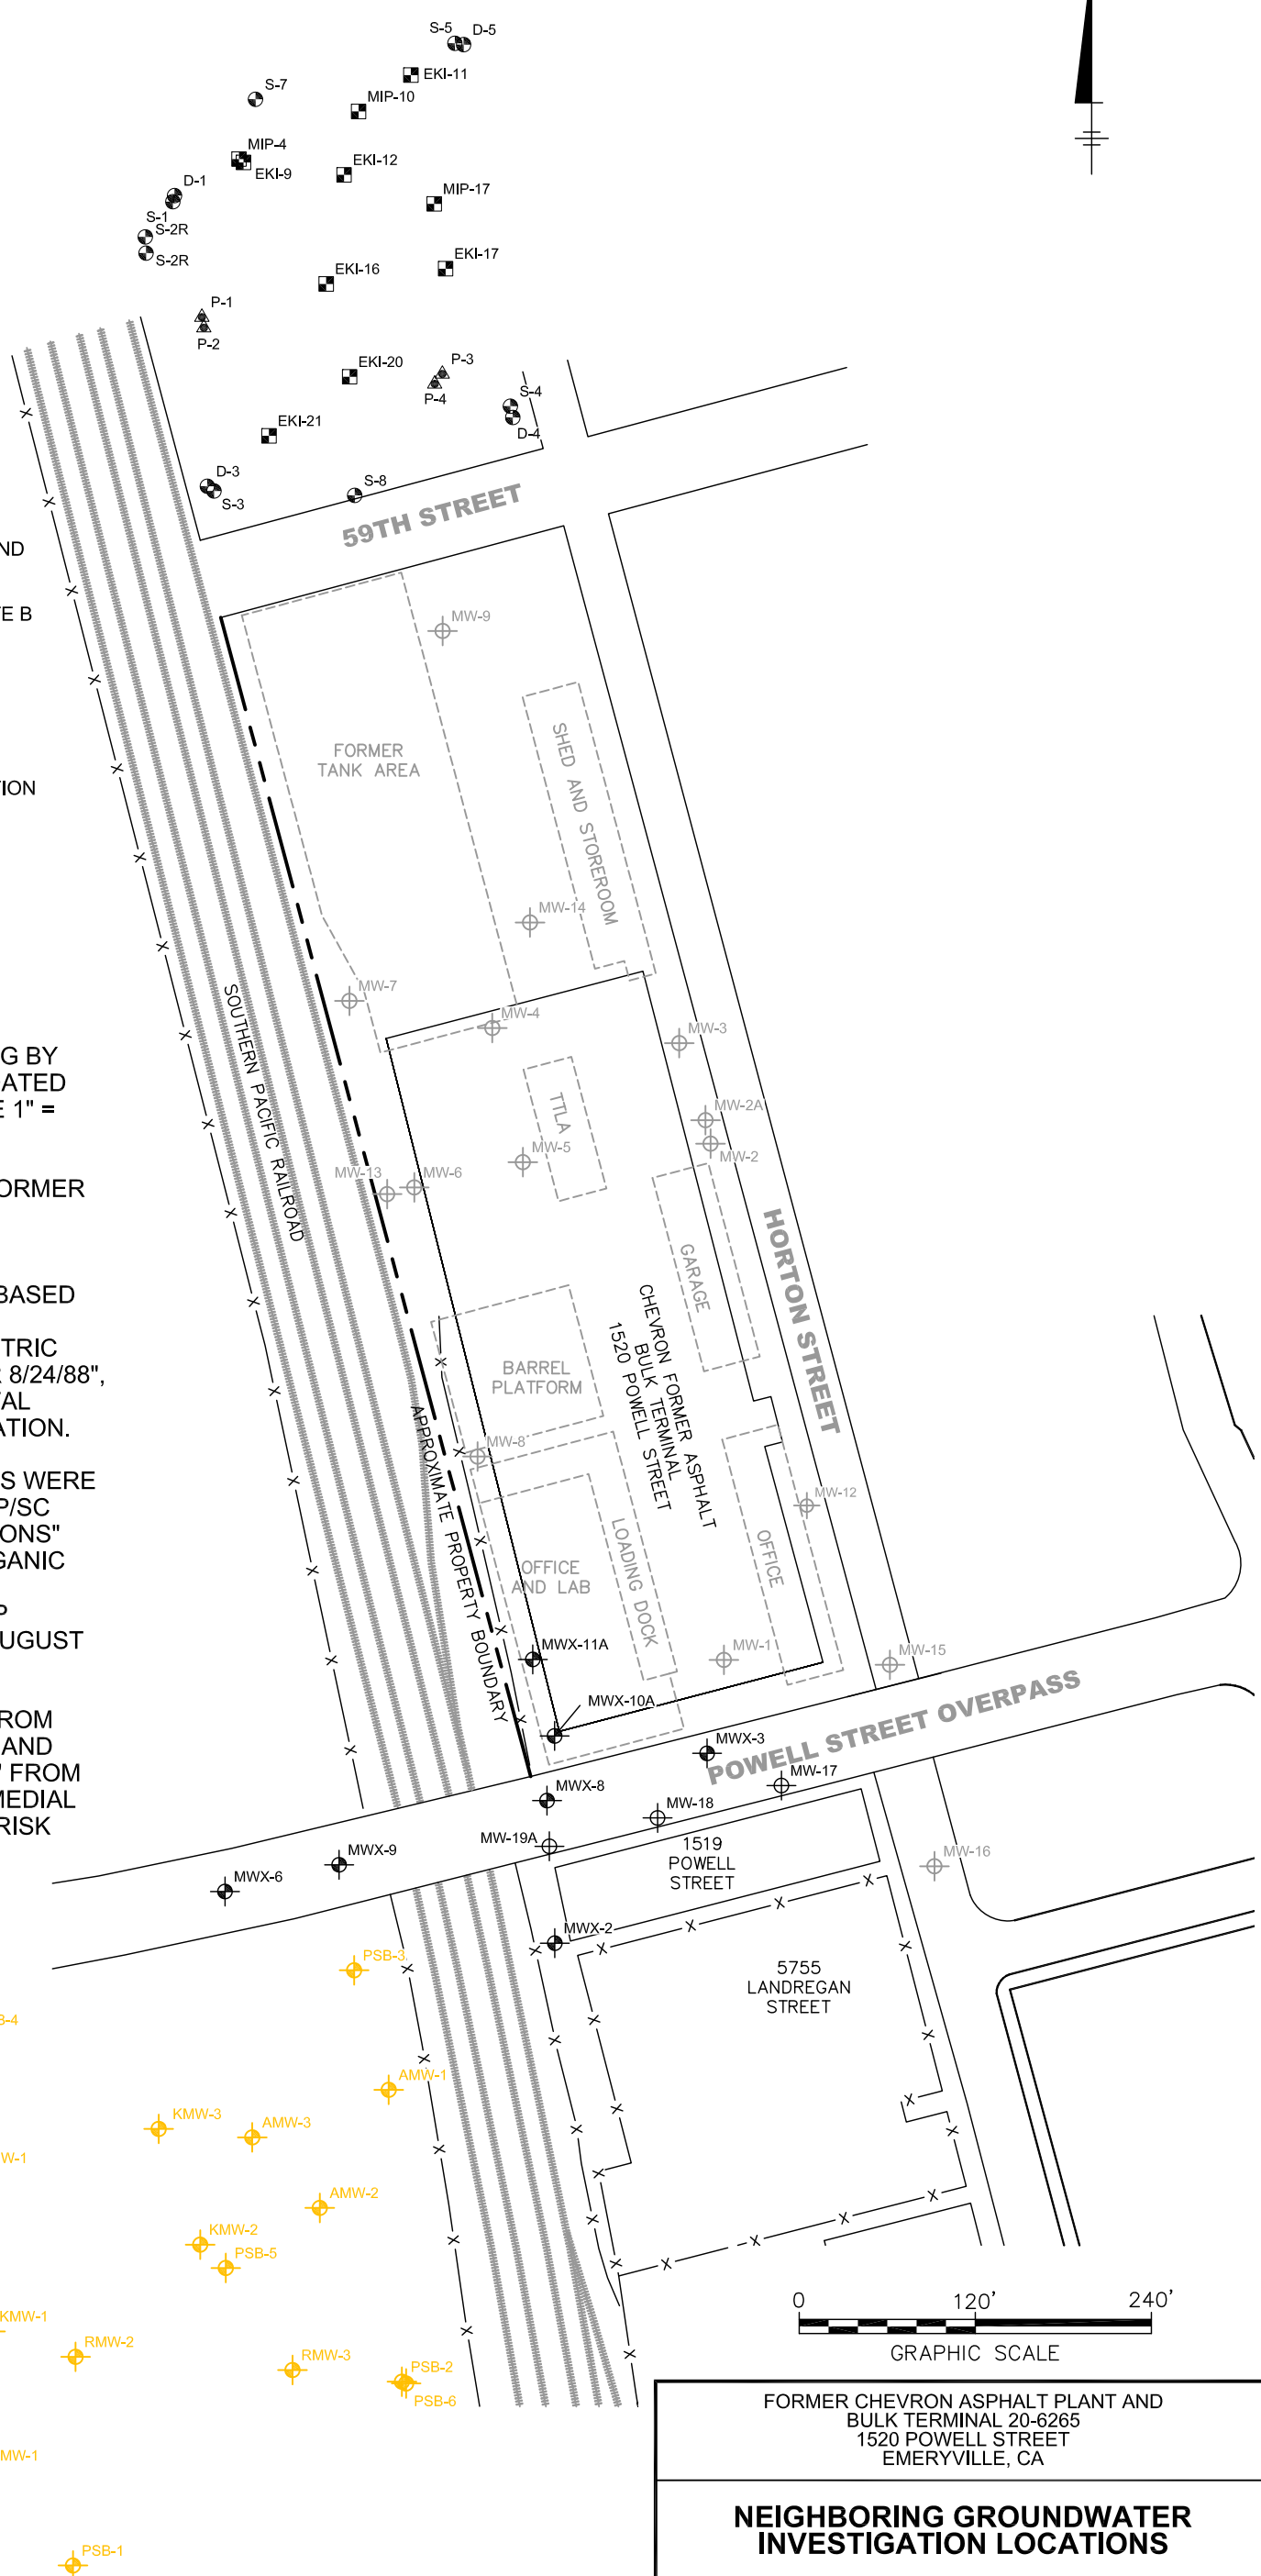 S-5
D-5
EKI-11
S-7
MIP-10
MIP-4
EKI-9
EKI-12
D-1
S-1
S-2R
S-2R
MIP-17
EKI-17
EKI-16
P-1
P-2
EKI-20
P-3
P-4
S-4
D-4
EKI-21
D-3
S-3
S-8
59TH STREET
ND
E B
MW-9
FORMER
TANK AREA
SHED AND STOREROOM
TION
MW-14
MW-7
MW-4
MW-3
SOUTHERN PACIFIC RAILROAD
G BY
ATED
E 1" =
TTLA
MW-2A
MW-2
MW-5
MW-13
MW-6
ORMER
HORTON STREET
GARAGE
BASED
TRIC
R 8/24/88",
TAL
ATION.
CHEVRON FORMER ASPHALT
BULK TERMINAL
1520 POWELL STREET
BARREL
PLATFORM
APPROXIMATE PROPERTY BOUNDARY
MW-8
S WERE
P/SC
IONS"
GANIC
P
UGUST
MW-12
LOADING DOCK
OFFICE
OFFICE
AND LAB
MWX-11A
MW-1
MW-15
MWX-10A
ROM
AND
" FROM
MEDIAL
RISK
POWELL STREET OVERPASS
MWX-3
MW-17
MWX-8
MW-18
MW-19A
1519
POWELL
STREET
MWX-9
MWX-6
MW-16
MWX-2
PSB-3
5755
LANDREGAN
STREET
B-4
AMW-1
KMW-3
AMW-3
W-1
AMW-2
KMW-2
PSB-5
KMW-1
RMW-2
RMW-3
PSB-2
PSB-6
0 120' 240'
GRAPHIC SCALE
MW-1
PSB-1
FORMER CHEVRON ASPHALT PLANT AND
BULK TERMINAL 20-6265
1520 POWELL STREET
EMERYVILLE, CA
NEIGHBORING GROUNDWATER
INVESTIGATION LOCATIONS